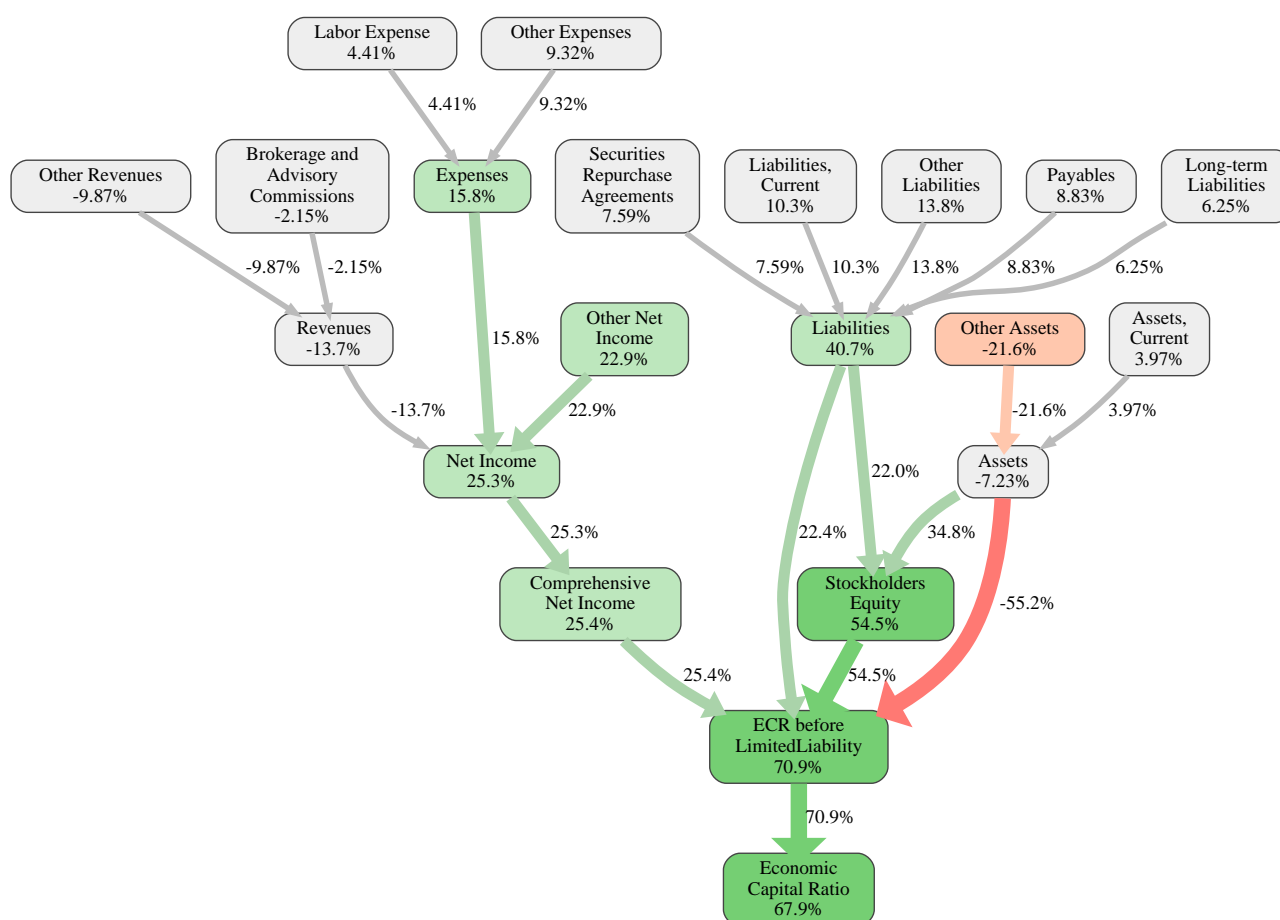 Labor Expense
4.41%
Other Expenses
9.32%
4.41%
9.32%
Other Revenues
-9.87%
Brokerage and
Advisory
Commissions
-2.15%
Expenses
15.8%
Securities
Repurchase
Agreements
7.59%
Liabilities,
Current
10.3%
Other
Liabilities
13.8%
Payables
8.83%
Long-term
Liabilities
6.25%
-9.87%
-2.15%
7.59%
10.3%
13.8%
8.83%
6.25%
Revenues
-13.7%
15.8%
Other Net
Income
22.9%
Liabilities
40.7%
Other Assets
-21.6%
Assets,
Current
3.97%
-13.7%
22.9%
-21.6%
3.97%
Net Income
25.3%
22.0%
Assets
-7.23%
25.3%
22.4%
34.8%
Comprehensive
Net Income
25.4%
Stockholders
Equity
54.5%
-55.2%
25.4%
54.5%
ECR before
LimitedLiability
70.9%
70.9%
Economic
Capital Ratio
67.9%